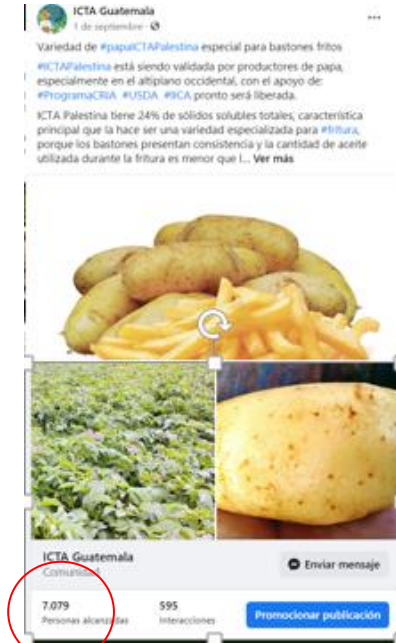 ICTA Guatemala
1 de septiembre ·
Variedad de #papaICTAPalestina especial para bastones fritos
#ICTAPalestina está siendo validada por productores de papa,
especialmente en el altiplano occidental, con el apoyo de:
#ProgramaCRIA #USDA #IICA pronto será liberada.
ICTA Palestina tiene 24% de sólidos solubles totales, característica
principal que la hace ser una variedad especializada para #fritura,
porque los bastones presentan consistencia y la cantidad de aceite
utilizada durante la fritura es menor que l... Ver más
ICTA Guatemala
Comunidad
Enviar mensaje
7.079
Personas alcanzadas
595
Interacciones
Promocionar publicación